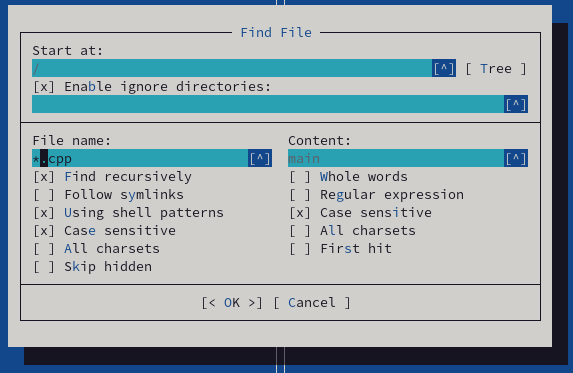 Find File
Start at:
/ [^] [ Tree ]
[x] Enable ignore directories:
[^]
File name: Content:
*.cpp [^] main [^]
[x] Find recursively [ ] Whole words
[ ] Follow symlinks [ ] Regular expression
[x] Using shell patterns [x] Case sensitive
[x] Case sensitive [ ] All charsets
[ ] All charsets [ ] First hit
[ ] Skip hidden
[< OK >] [ Cancel ]